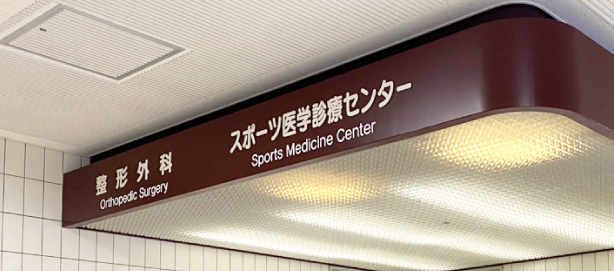 整形外科
Orthopedic Surgery
スポーツ医学診療センター
Sports Medicine Center